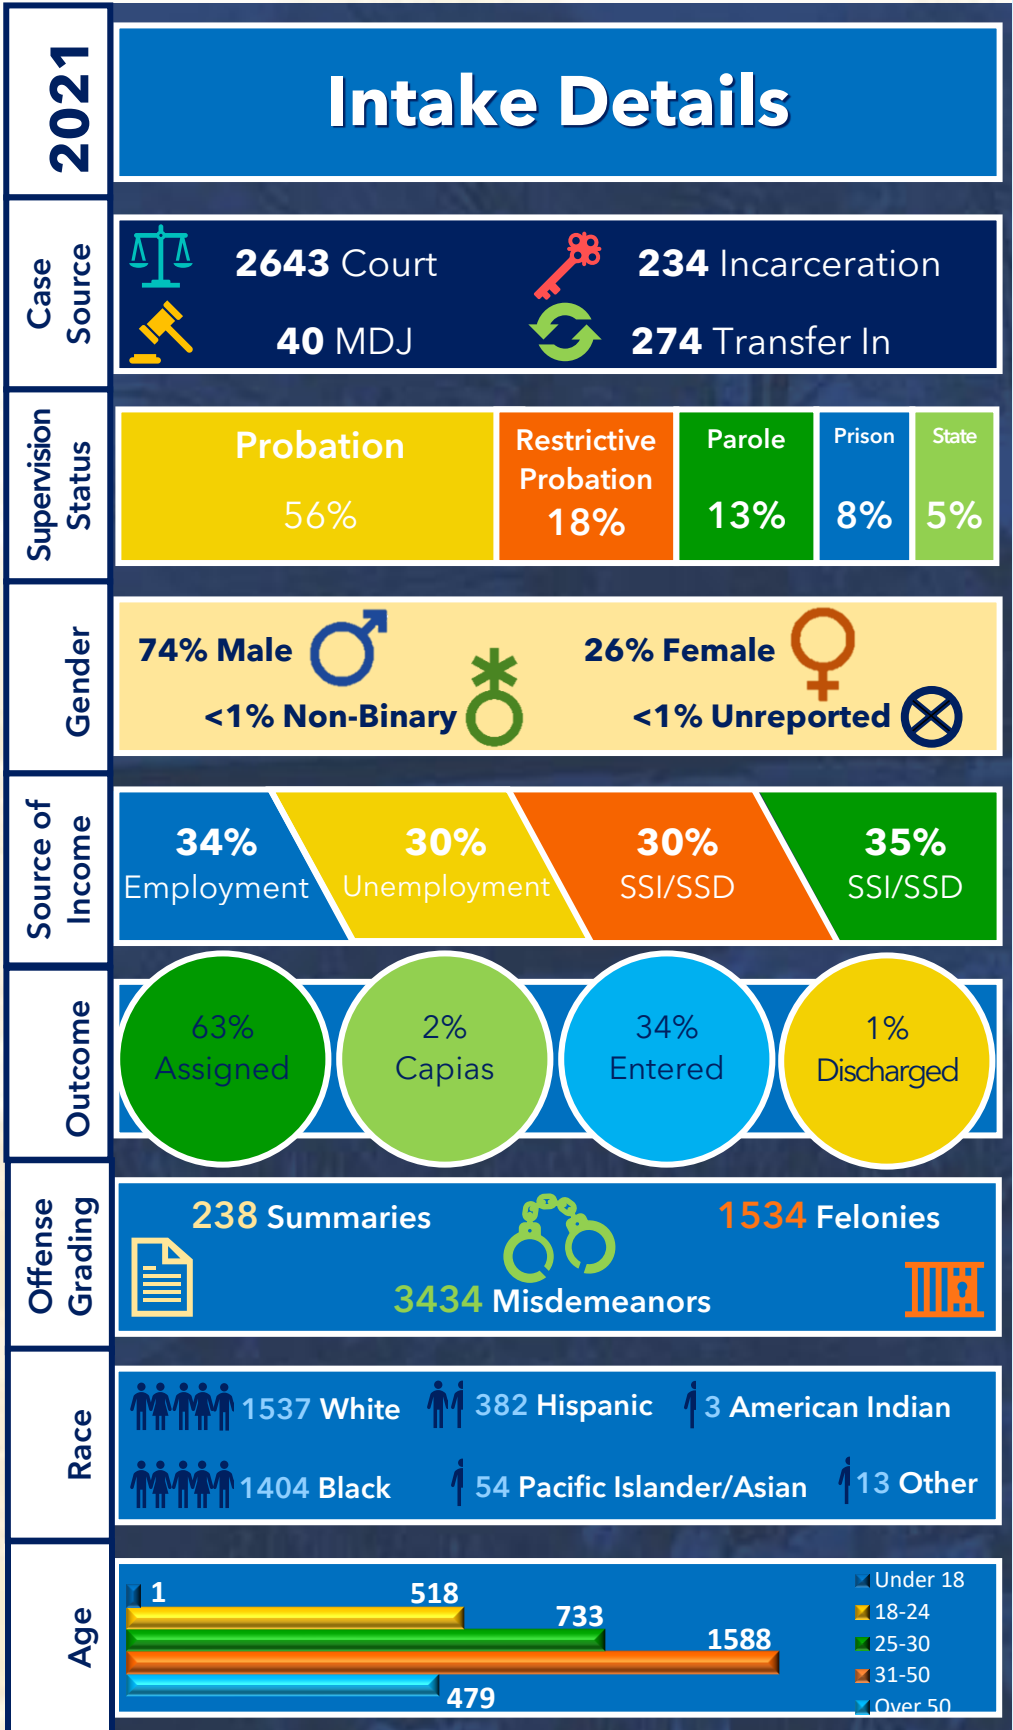 2021
Intake Details
Case
Source
2643 Court
234 Incarceration
40 MDJ
274 Transfer In
Supervision
Status
Probation
56%
Restrictive
Probation
18%
Parole
13%
Prison
8%
State
5%
Gender
74% Male
26% Female
<1% Non-Binary
<1% Unreported
Source of
Income
34%
Employment
30%
Unemployment
30%
SSI/SSD
35%
SSI/SSD
Outcome
63%
Assigned
2%
Capias
34%
Entered
1%
Discharged
Offense
Grading
238 Summaries
1534 Felonies
3434 Misdemeanors
Race
1537 White
382 Hispanic
3 American Indian
1404 Black
54 Pacific Islander/Asian
13 Other
Age
1
518
733
1588
479
Under 18
18-24
25-30
31-50
Over 50